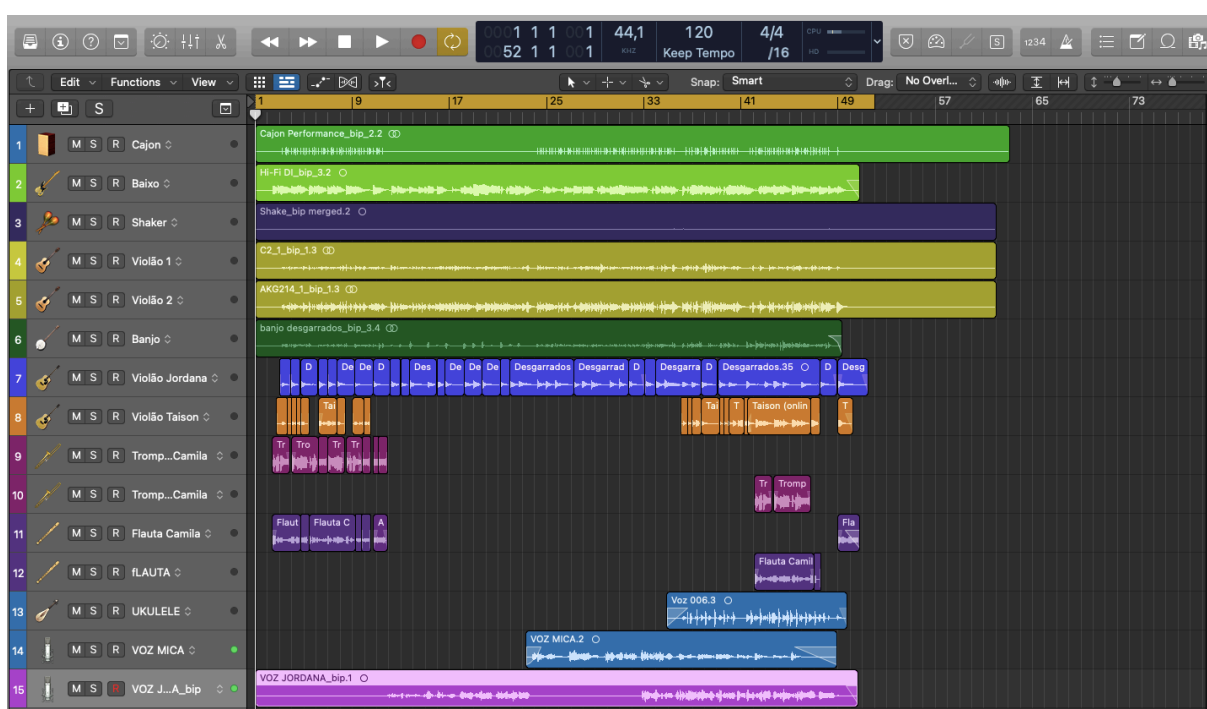 0001 1 1 001 44,1 120 4/4 CPU
0052 1 1 001 KHZ Keep Tempo /16 HD
S 1234
Edit Functions View Snap: Smart Drag: No Overl...
S
1 9 17 25 33 41 49 57 65 73
1 M S R Cajon
Cajon Performance_bip_2.2
2 M S R Baixo
Hi-Fi DI_bip_3.2
3 M S R Shaker
Shake_bip merged.2
4 M S R Violão 1
C2_1_bip_1.3
5 M S R Violão 2
AKG214_1_bip_1.3
6 M S R Banjo
banjo desgarrados_bip_3.4
7 M S R Violão Jordana
D De De D Des De De De Desgarrados Desgarrad D Desgarra D Desgarrados.35 D Desg
8 M S R Violão Taison
Tai Tai T Taison (onlin T
9 M S R Tromp...Camila
Tr Tro Tr Tr
10 M S R Tromp...Camila
Tr Tromp
11 M S R Flauta Camila
Flaut Flauta C A Fla
12 M S R fLAUTA
Flauta Camil
13 M S R UKULELE
Voz 006.3
14 M S R VOZ MICA
VOZ MICA.2
15 M S R VOZ J...A_bip
VOZ JORDANA_bip.1